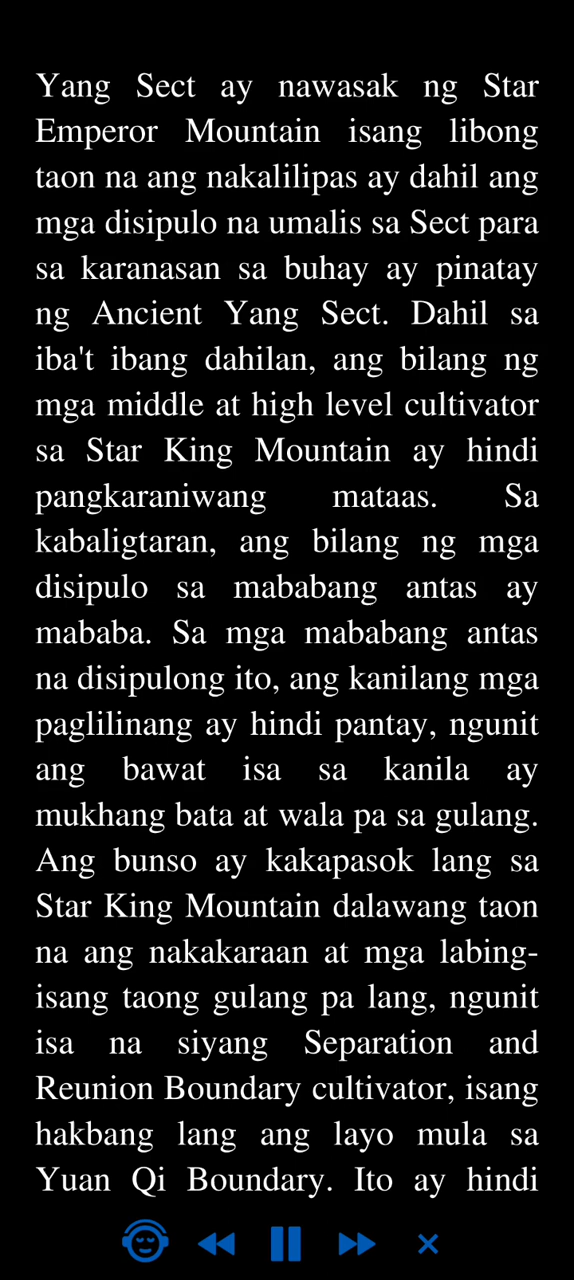 Yang Sect ay nawasak ng Star
Emperor Mountain isang libong
taon na ang nakalilipas ay dahil ang
mga disipulo na umalis sa Sect para
sa karanasan sa buhay ay pinatay
ng Ancient Yang Sect. Dahil sa
iba't ibang dahilan, ang bilang ng
mga middle at high level cultivator
sa Star King Mountain ay hindi
pangkaraniwang mataas. Sa
kabaligtaran, ang bilang ng mga
disipulo sa mababang antas ay
mababa. Sa mga mababang antas
na disipulong ito, ang kanilang mga
paglilinang ay hindi pantay, ngunit
ang bawat isa sa kanila ay
mukhang bata at wala pa sa gulang.
Ang bunso ay kakapasok lang sa
Star King Mountain dalawang taon
na ang nakakaraan at mga labing-
isang taong gulang pa lang, ngunit
isa na siyang Separation and
Reunion Boundary cultivator, isang
hakbang lang ang layo mula sa
Yuan Qi Boundary. Ito ay hindi